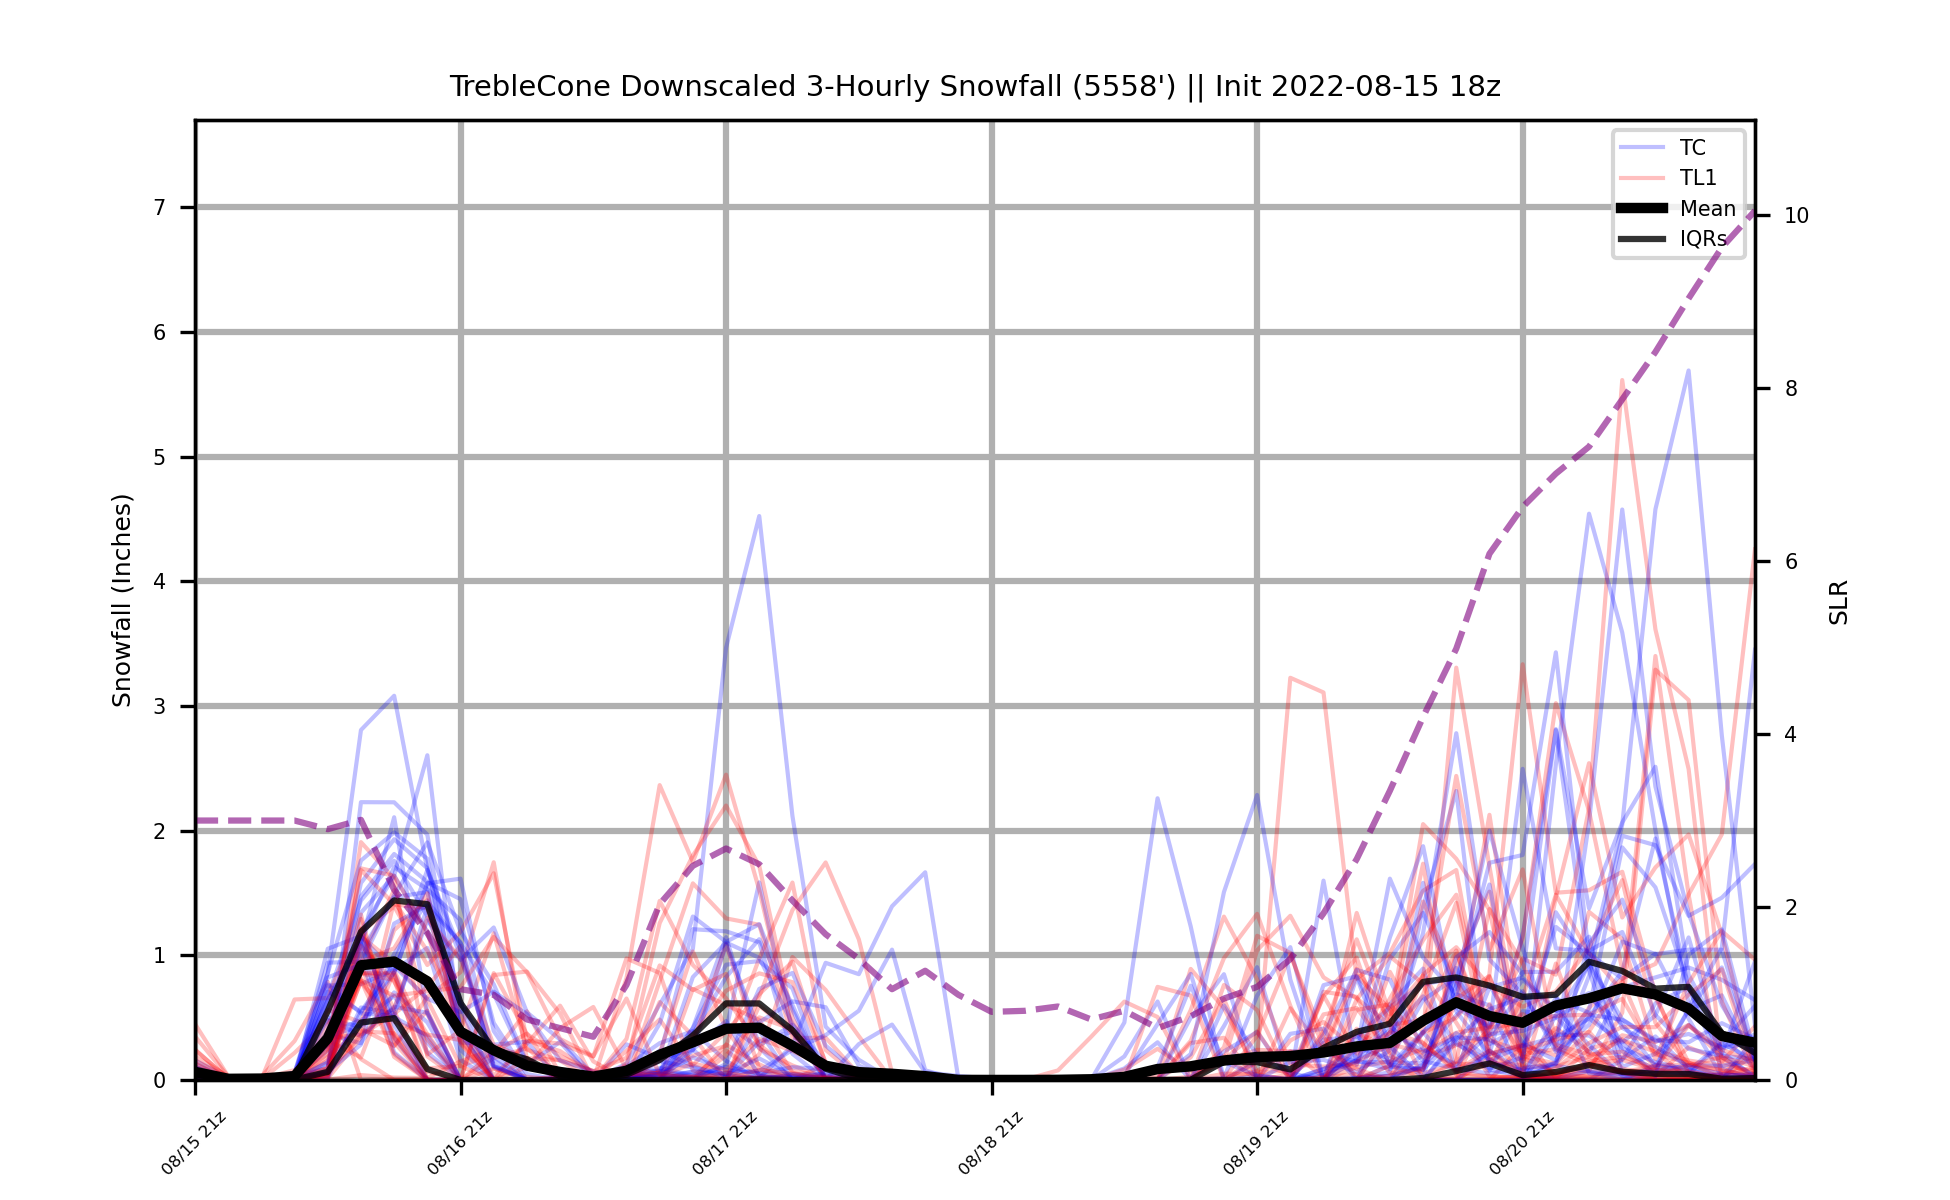 TrebleCone Downscaled 3-Hourly Snowfall (5558') || Init 2022-08-15 18z
TC
TL1
Mean
IQRs
7
6
5
4
3
2
1
0
Snowfall (Inches)
10
8
6
4
2
0
SLR
08/15 21z
08/16 21z
08/17 21z
08/18 21z
08/19 21z
08/20 21z